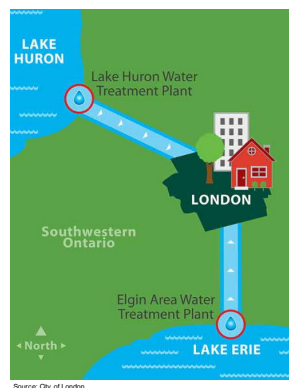 LAKE
HURON
Lake Huron Water
Treatment Plant
LONDON
Southwestern
Ontario
Elgin Area Water
Treatment Plant
North
LAKE ERIE
Source: City of London